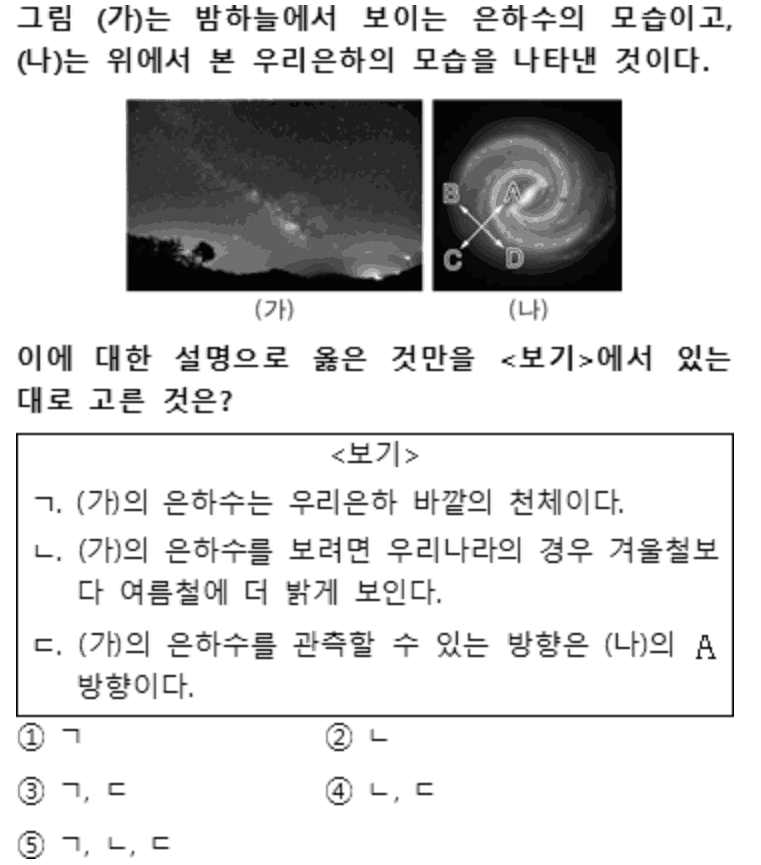 그림 (가)는 밤하늘에서 보이는 은하수의 모습이고,
(나)는 위에서 본 우리은하의 모습을 나타낸 것이다.
B A
C D
(가) (나)
이에 대한 설명으로 옳은 것만을 <보기>에서 있는
대로 고른 것은?
<보기>
ㄱ. (가)의 은하수는 우리은하 바깥의 천체이다.
ㄴ. (가)의 은하수를 보려면 우리나라의 경우 겨울철보
다 여름철에 더 밝게 보인다.
ㄷ. (가)의 은하수를 관측할 수 있는 방향은 (나)의 A
방향이다.
① ㄱ ② ㄴ
③ ㄱ, ㄷ ④ ㄴ, ㄷ
⑤ ㄱ, ㄴ, ㄷ